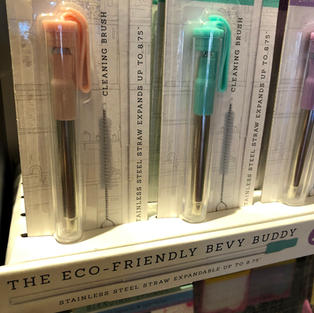 CLEANING BRUSH
STAINLESS STEEL STRAW EXPANDS UP TO 8.75"
CLEANING BRUSH
STAINLESS STEEL STRAW EXPANDS UP TO 8.75"
THE ECO-FRIENDLY BEVY BUDDY
STAINLESS STEEL STRAW EXPANDABLE UP TO 8.75"